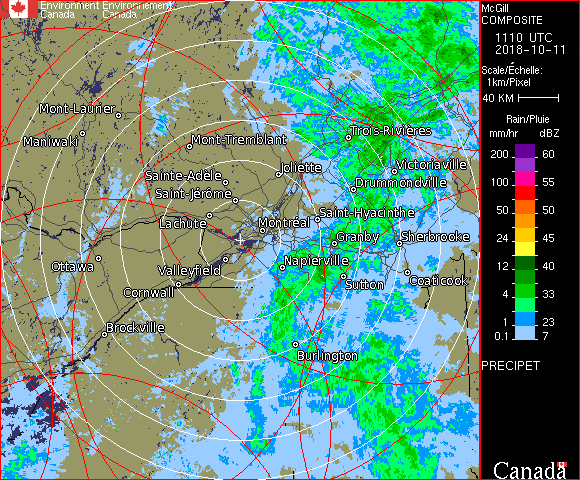 Environment Environnement
Canada Canada
McGill
COMPOSITE
1110 UTC
2018-10-11
Scale/Échelle:
1km/Pixel
40 KM
Rain/Pluie
mm/hr dBZ
200 60
100 55
50 50
24 45
12 40
4 33
1 23
0.1 7
PRECIPET
Canada
Mont-Laurier
Maniwaki
Mont-Tremblant
Trois-Rivières
Joliette
Victoriaville
Sainte-Adèle
Drummondville
Saint-Jérôme
Lachute
Saint-Hyacinthe
Montréal
Granby
Sherbrooke
Ottawa
Valleyfield
Napierville
Cornwall
Sutton
Coaticook
Brockville
Burlington